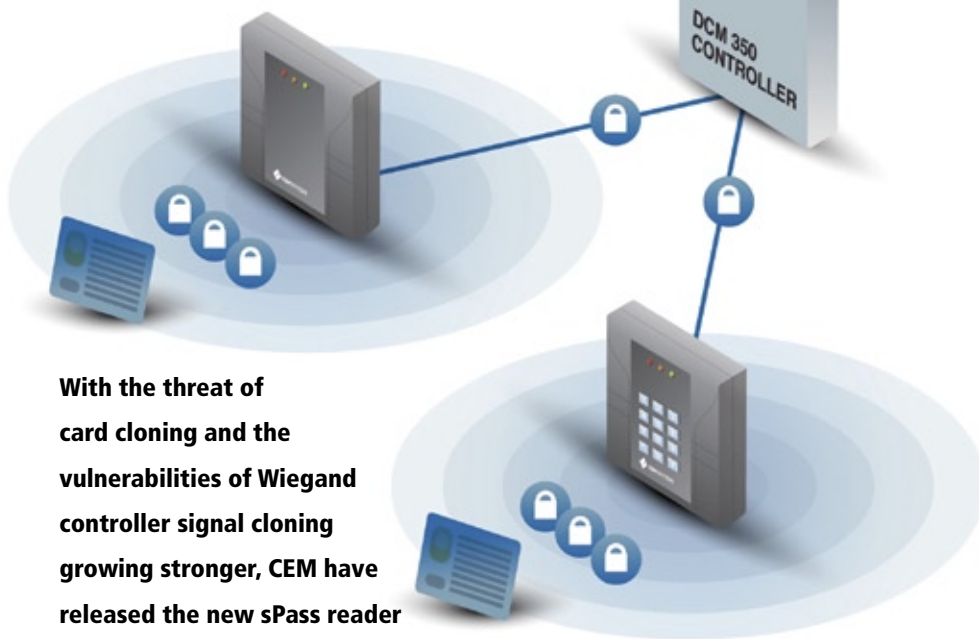 DCM 350
CONTROLLER
With the threat of
card cloning and the
vulnerabilities of Wiegand
controller signal cloning
growing stronger, CEM have
released the new sPass reader